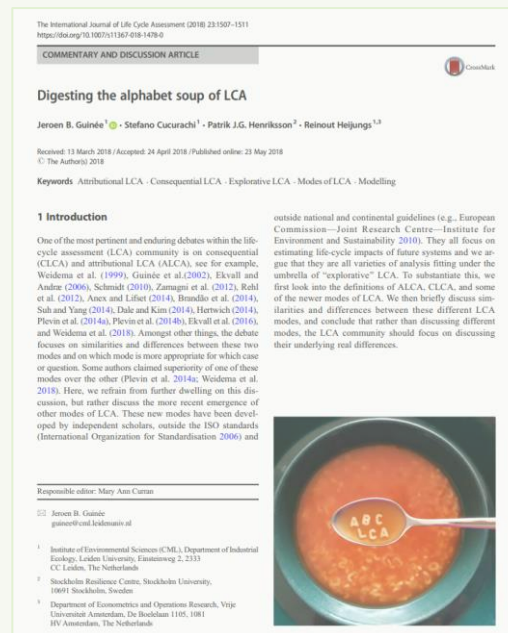 The International Journal of Life Cycle Assessment (2018) 23:1507–1511
https://doi.org/10.1007/s11367-018-1478-0
COMMENTARY AND DISCUSSION ARTICLE
CrossMark
Digesting the alphabet soup of LCA
Jeroen B. Guinée 1 · Stefano Cucurachi 1 · Patrik J.G. Henriksson 2 · Reinout Heijungs 1,3
Received: 13 March 2018 / Accepted: 24 April 2018 / Published online: 23 May 2018
© The Author(s) 2018
Keywords Attributional LCA · Consequential LCA · Explorative LCA · Modes of LCA · Modelling
1 Introduction
One of the most pertinent and enduring debates within the life-
cycle assessment (LCA) community is on consequential
(CLCA) and attributional LCA (ALCA), see for example,
Weidema et al. (1999), Guinée et al.(2002), Ekvall and
Andræ (2006), Schmidt (2010), Zamagni et al. (2012), Rehl
et al. (2012), Anex and Lifset (2014), Brandão et al. (2014),
Suh and Yang (2014), Dale and Kim (2014), Hertwich (2014),
Plevin et al. (2014a), Plevin et al. (2014b), Ekvall et al. (2016),
and Weidema et al. (2018). Amongst other things, the debate
focuses on similarities and differences between these two
modes and on which mode is more appropriate for which case
or question. Some authors claimed superiority of one of these
modes over the other (Plevin et al. 2014a; Weidema et al.
2018). Here, we refrain from further dwelling on this dis-
cussion, but rather discuss the more recent emergence of
other modes of LCA. These new modes have been devel-
oped by independent scholars, outside the ISO standards
(International Organization for Standardisation 2006) and
outside national and continental guidelines (e.g., European
Commission—Joint Research Centre—Institute for
Environment and Sustainability 2010). They all focus on
estimating life-cycle impacts of future systems and we ar-
gue that they are all varieties of analysis fitting under the
umbrella of "explorative" LCA. To substantiate this, we
first look into the definitions of ALCA, CLCA, and some
of the newer modes of LCA. We then briefly discuss sim-
ilarities and differences between these different LCA
modes, and conclude that rather than discussing different
modes, the LCA community should focus on discussing
their underlying real differences.
Responsible editor: Mary Ann Curran
Jeroen B. Guinée
guinee@cml.leidenuniv.nl
1 Institute of Environmental Sciences (CML), Department of Industrial
Ecology, Leiden University, Einsteinweg 2, 2333
CC Leiden, The Netherlands
2 Stockholm Resilience Centre, Stockholm University,
10691 Stockholm, Sweden
3 Department of Econometrics and Operations Research, Vrije
Universiteit Amsterdam, De Boelelaan 1105, 1081
HV Amsterdam, The Netherlands
A B C
LCA